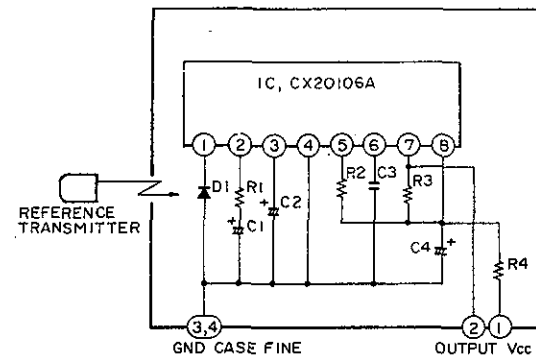 IC, CX20106A
1 2 3 4 5 6 7 8
D1
R1
C1
+
C2
+
R2
C3
R3
C4
+
R4
REFERENCE
TRANSMITTER
3,4
2
1
GND CASE FINE
OUTPUT Vcc